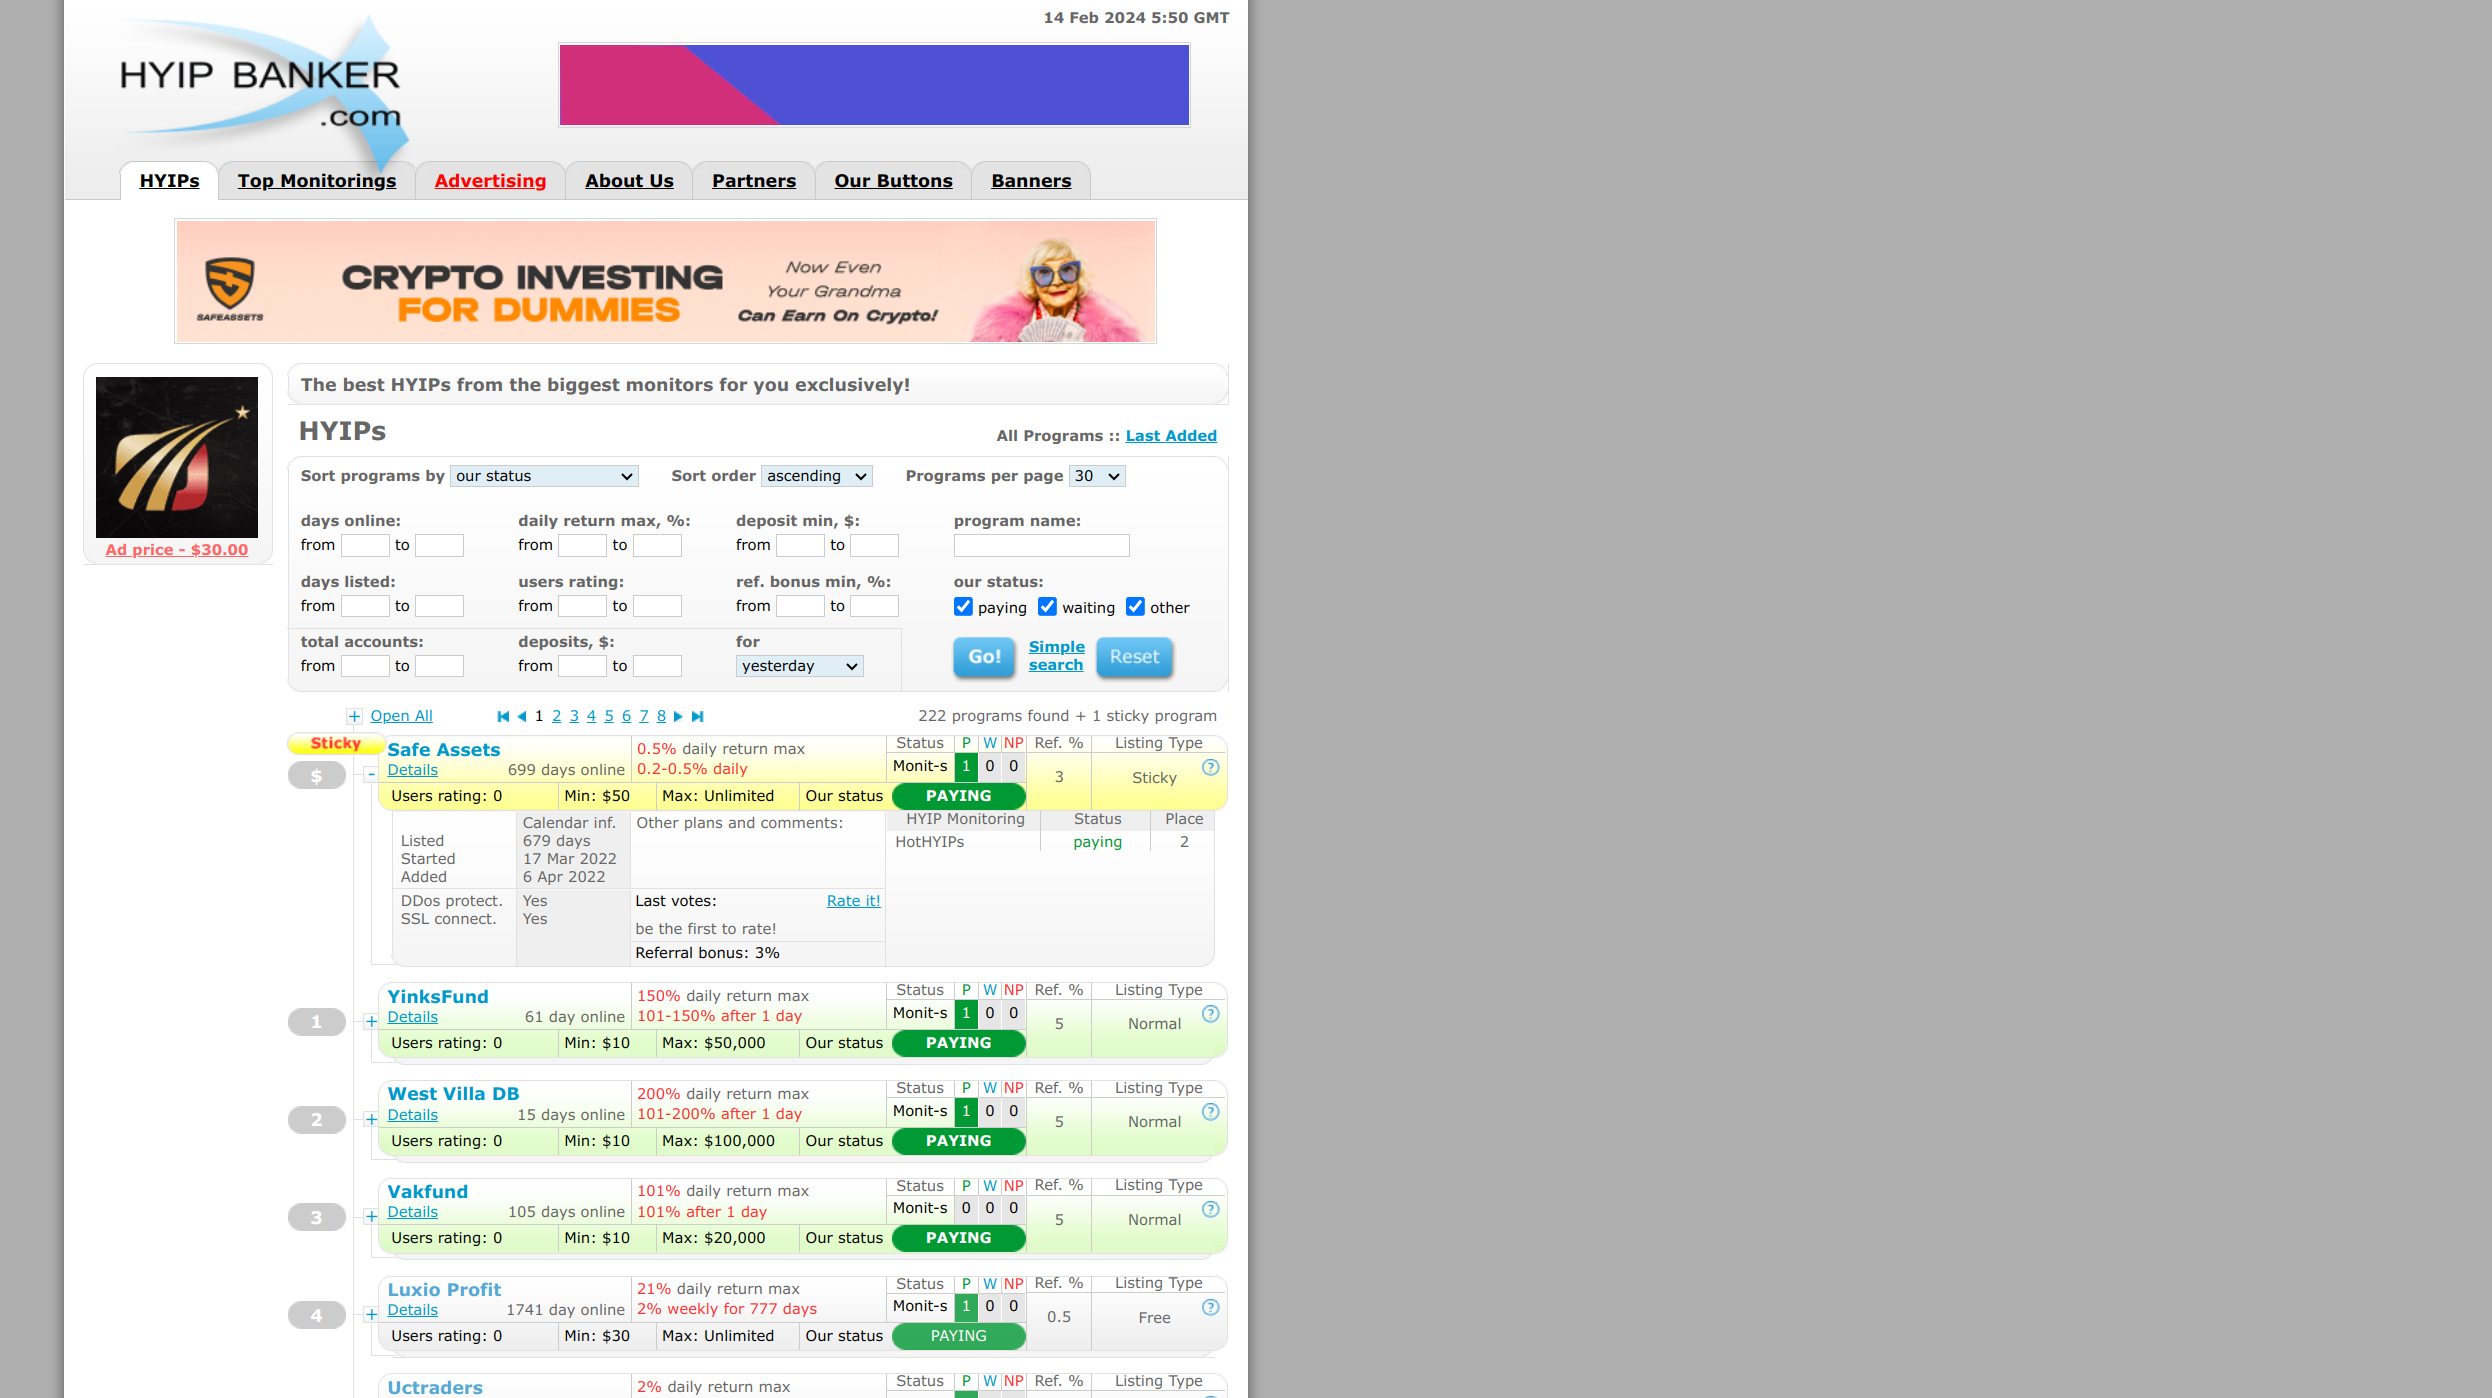 14 Feb 2024 5:50 GMT
HYIP BANKER
.com
HYIPs Top Monitorings Advertising About Us Partners Our Buttons Banners
SAFEASSETS
CRYPTO INVESTING
FOR DUMMIES
Now Even
Your Grandma
Can Earn On Crypto!
Ad price - $30.00
The best HYIPs from the biggest monitors for you exclusively!
HYIPs
All Programs :: Last Added
Sort programs by our status Sort order ascending Programs per page 30
days online: daily return max, %: deposit min, $: program name:
from to from to from to
days listed: users rating: ref. bonus min, %: our status:
from to from to from to paying waiting other
total accounts: deposits, $: for
from to from to yesterday
Go! Simple search Reset
+ Open All 1 2 3 4 5 6 7 8 222 programs found + 1 sticky program
Sticky
$
-
Safe Assets 0.5% daily return max Status P W NP Ref. % Listing Type
Details 699 days online 0.2-0.5% daily Monit-s 1 0 0 3 Sticky ?
Users rating: 0 Min: $50 Max: Unlimited Our status PAYING
Calendar inf. Other plans and comments: HYIP Monitoring Status Place
Listed 679 days HotHYIPs paying 2
Started 17 Mar 2022
Added 6 Apr 2022
DDos protect. Yes Last votes: Rate it!
SSL connect. Yes
be the first to rate!
Referral bonus: 3%
1
+
YinksFund 150% daily return max Status P W NP Ref. % Listing Type
Details 61 day online 101-150% after 1 day Monit-s 1 0 0 5 Normal ?
Users rating: 0 Min: $10 Max: $50,000 Our status PAYING
2
+
West Villa DB 200% daily return max Status P W NP Ref. % Listing Type
Details 15 days online 101-200% after 1 day Monit-s 1 0 0 5 Normal ?
Users rating: 0 Min: $10 Max: $100,000 Our status PAYING
3
+
Vakfund 101% daily return max Status P W NP Ref. % Listing Type
Details 105 days online 101% after 1 day Monit-s 0 0 0 5 Normal ?
Users rating: 0 Min: $10 Max: $20,000 Our status PAYING
4
+
Luxio Profit 21% daily return max Status P W NP Ref. % Listing Type
Details 1741 day online 2% weekly for 777 days Monit-s 1 0 0 0.5 Free ?
Users rating: 0 Min: $30 Max: Unlimited Our status PAYING
Uctraders 2% daily return max Status P W NP Ref. % Listing Type